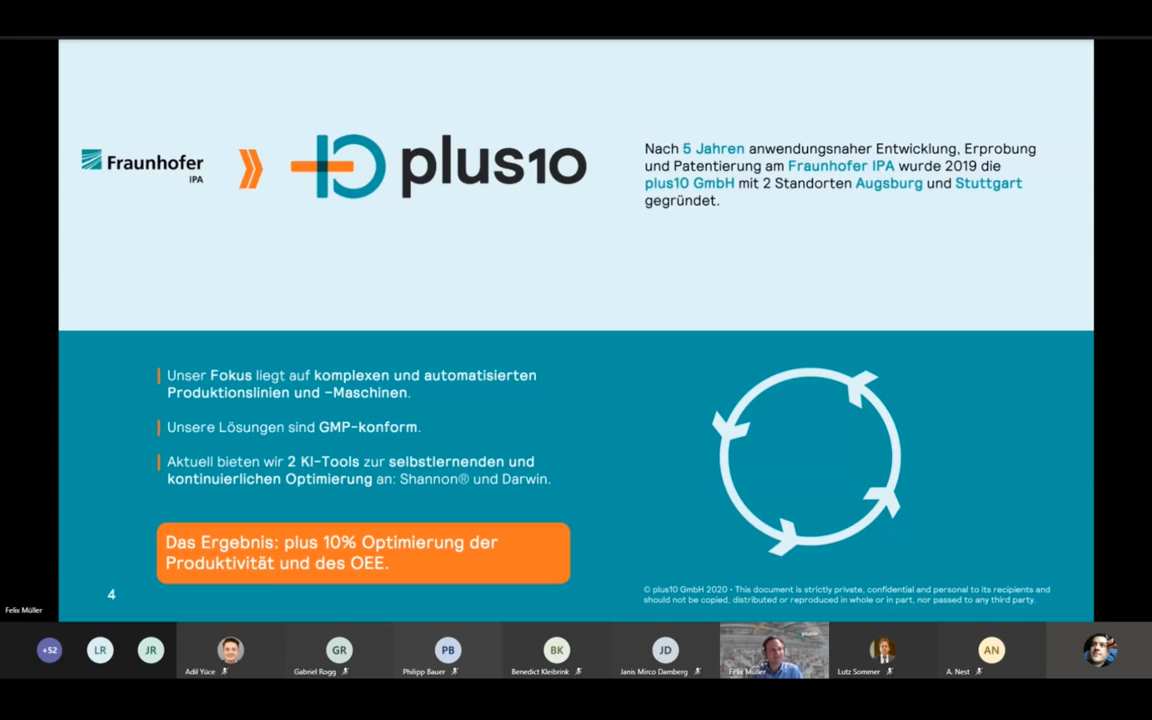 Fraunhofer
IPA
plus10
Nach 5 Jahren anwendungsnaher Entwicklung, Erprobung
und Patentierung am Fraunhofer IPA wurde 2019 die
plus10 GmbH mit 2 Standorten Augsburg und Stuttgart
gegründet.
Unser Fokus liegt auf komplexen und automatisierten
Produktionslinien und –Maschinen.
Unsere Lösungen sind GMP-konform.
Aktuell bieten wir 2 KI-Tools zur selbstlernenden und
kontinuierlichen Optimierung an: Shannon® und Darwin.
Das Ergebnis: plus 10% Optimierung der
Produktivität und des OEE.
4
© plus10 GmbH 2020 • This document is strictly private, confidential and personal to its recipients and
should not be copied, distributed or reproduced in whole or in part, nor passed to any third party.
Felix Müller
+52
LR
JR
Adil Yüce
GR
Gabriel Rogg
PB
Philipp Bauer
BK
Benedict Kleibrink
JD
Janis Mirco Damberg
plus10
Felix Müller
Lutz Sommer
AN
A. Nest